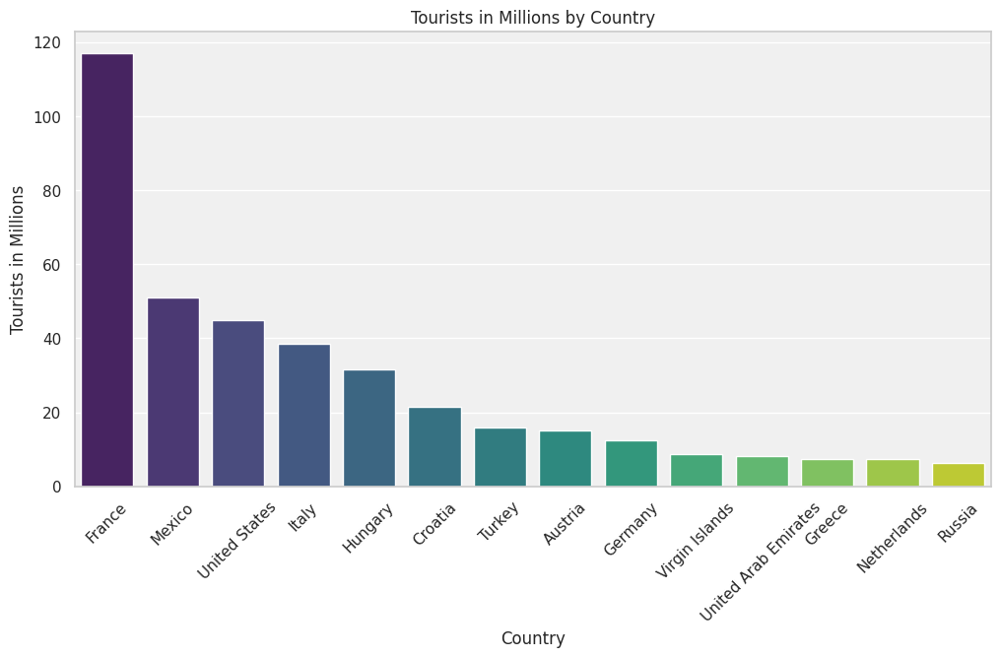 Tourists in Millions by Country
Tourists in Millions
120
100
80
60
40
20
0
France
Mexico
United States
Italy
Hungary
Croatia
Turkey
Austria
Germany
Virgin Islands
United Arab Emirates
Greece
Netherlands
Russia
Country